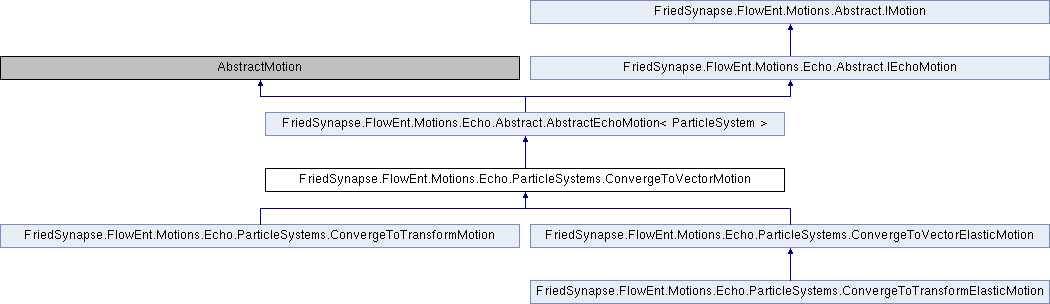 FriedSynapse.FlowEnt.Motions.Abstract.IMotion
AbstractMotion
FriedSynapse.FlowEnt.Motions.Echo.Abstract.IEchoMotion
FriedSynapse.FlowEnt.Motions.Echo.Abstract.AbstractEchoMotion< ParticleSystem >
FriedSynapse.FlowEnt.Motions.Echo.ParticleSystems.ConvergeToVectorMotion
FriedSynapse.FlowEnt.Motions.Echo.ParticleSystems.ConvergeToTransformMotion
FriedSynapse.FlowEnt.Motions.Echo.ParticleSystems.ConvergeToVectorElasticMotion
FriedSynapse.FlowEnt.Motions.Echo.ParticleSystems.ConvergeToTransformElasticMotion